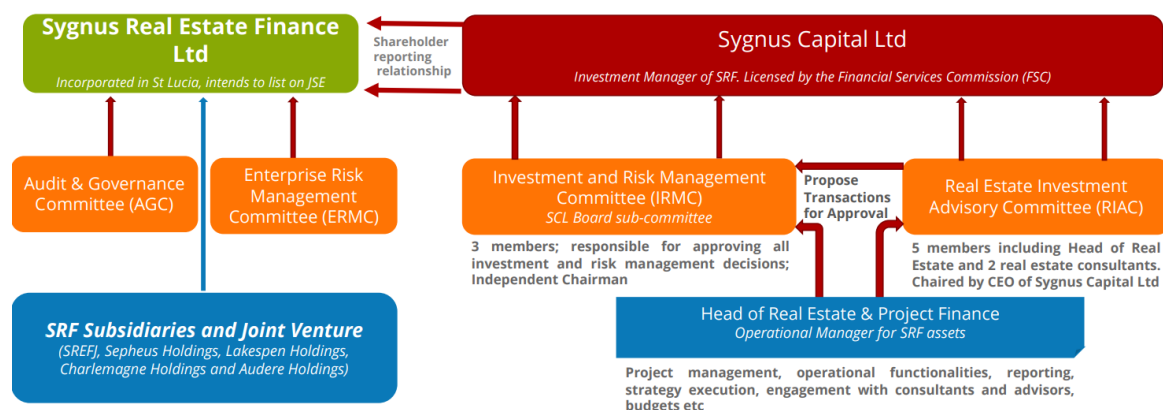 Sygnus Real Estate Finance
Ltd
Incorporated in St Lucia, intends to list on JSE
Shareholder
reporting
relationship
Sygnus Capital Ltd
Investment Manager of SRF. Licensed by the Financial Services Commission (FSC)
Audit & Governance
Committee (AGC)
Enterprise Risk
Management
Committee (ERMC)
Investment and Risk Management
Committee (IRMC)
SCL Board sub-committee
Propose
Transactions
for Approval
Real Estate Investment
Advisory Committee (RIAC)
3 members; responsible for approving all
investment and risk management decisions;
Independent Chairman
5 members including Head of Real
Estate and 2 real estate consultants.
Chaired by CEO of Sygnus Capital Ltd
SRF Subsidiaries and Joint Venture
(SREFJ, Sepheus Holdings, Lakespen Holdings,
Charlemagne Holdings and Audere Holdings)
Head of Real Estate & Project Finance
Operational Manager for SRF assets
Project management, operational functionalities, reporting,
strategy execution, engagement with consultants and advisors,
budgets etc